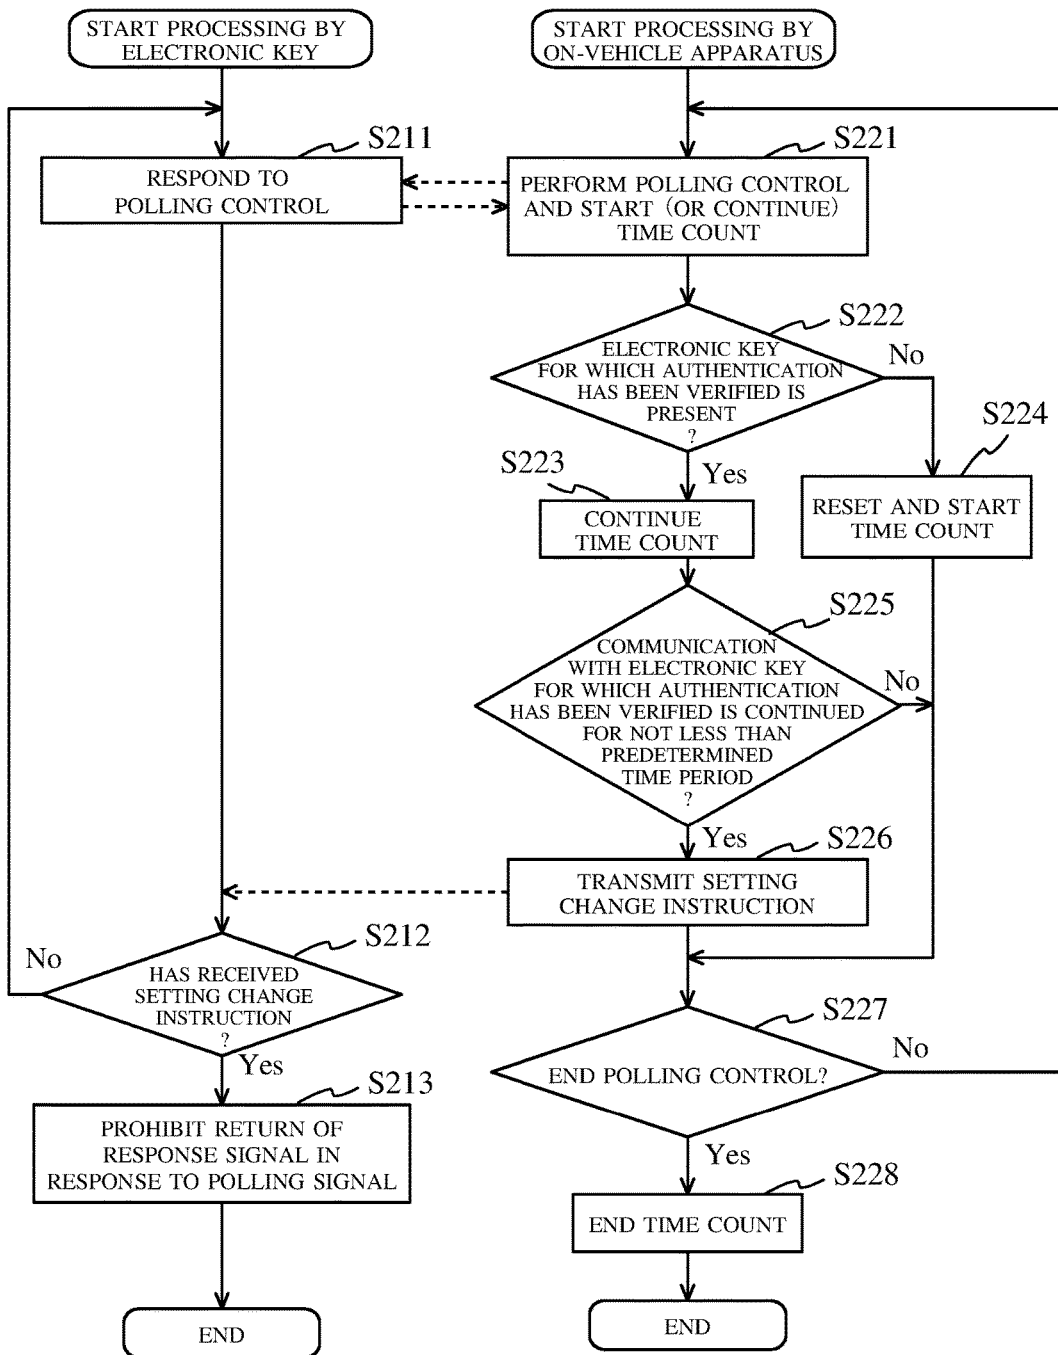 START PROCESSING BY
ELECTRONIC KEY
S211
RESPOND TO
POLLING CONTROL
S212
HAS RECEIVED
SETTING CHANGE
INSTRUCTION
?
No
Yes
S213
PROHIBIT RETURN OF
RESPONSE SIGNAL IN
RESPONSE TO POLLING SIGNAL
END
START PROCESSING BY
ON-VEHICLE APPARATUS
S221
PERFORM POLLING CONTROL
AND START (OR CONTINUE)
TIME COUNT
S222
ELECTRONIC KEY
FOR WHICH AUTHENTICATION
HAS BEEN VERIFIED IS
PRESENT
?
No
Yes
S224
RESET AND START
TIME COUNT
S223
CONTINUE
TIME COUNT
S225
COMMUNICATION
WITH ELECTRONIC KEY
FOR WHICH AUTHENTICATION
HAS BEEN VERIFIED IS CONTINUED
FOR NOT LESS THAN
PREDETERMINED
TIME PERIOD
?
No
Yes
S226
TRANSMIT SETTING
CHANGE INSTRUCTION
S227
END POLLING CONTROL?
No
Yes
S228
END TIME COUNT
END